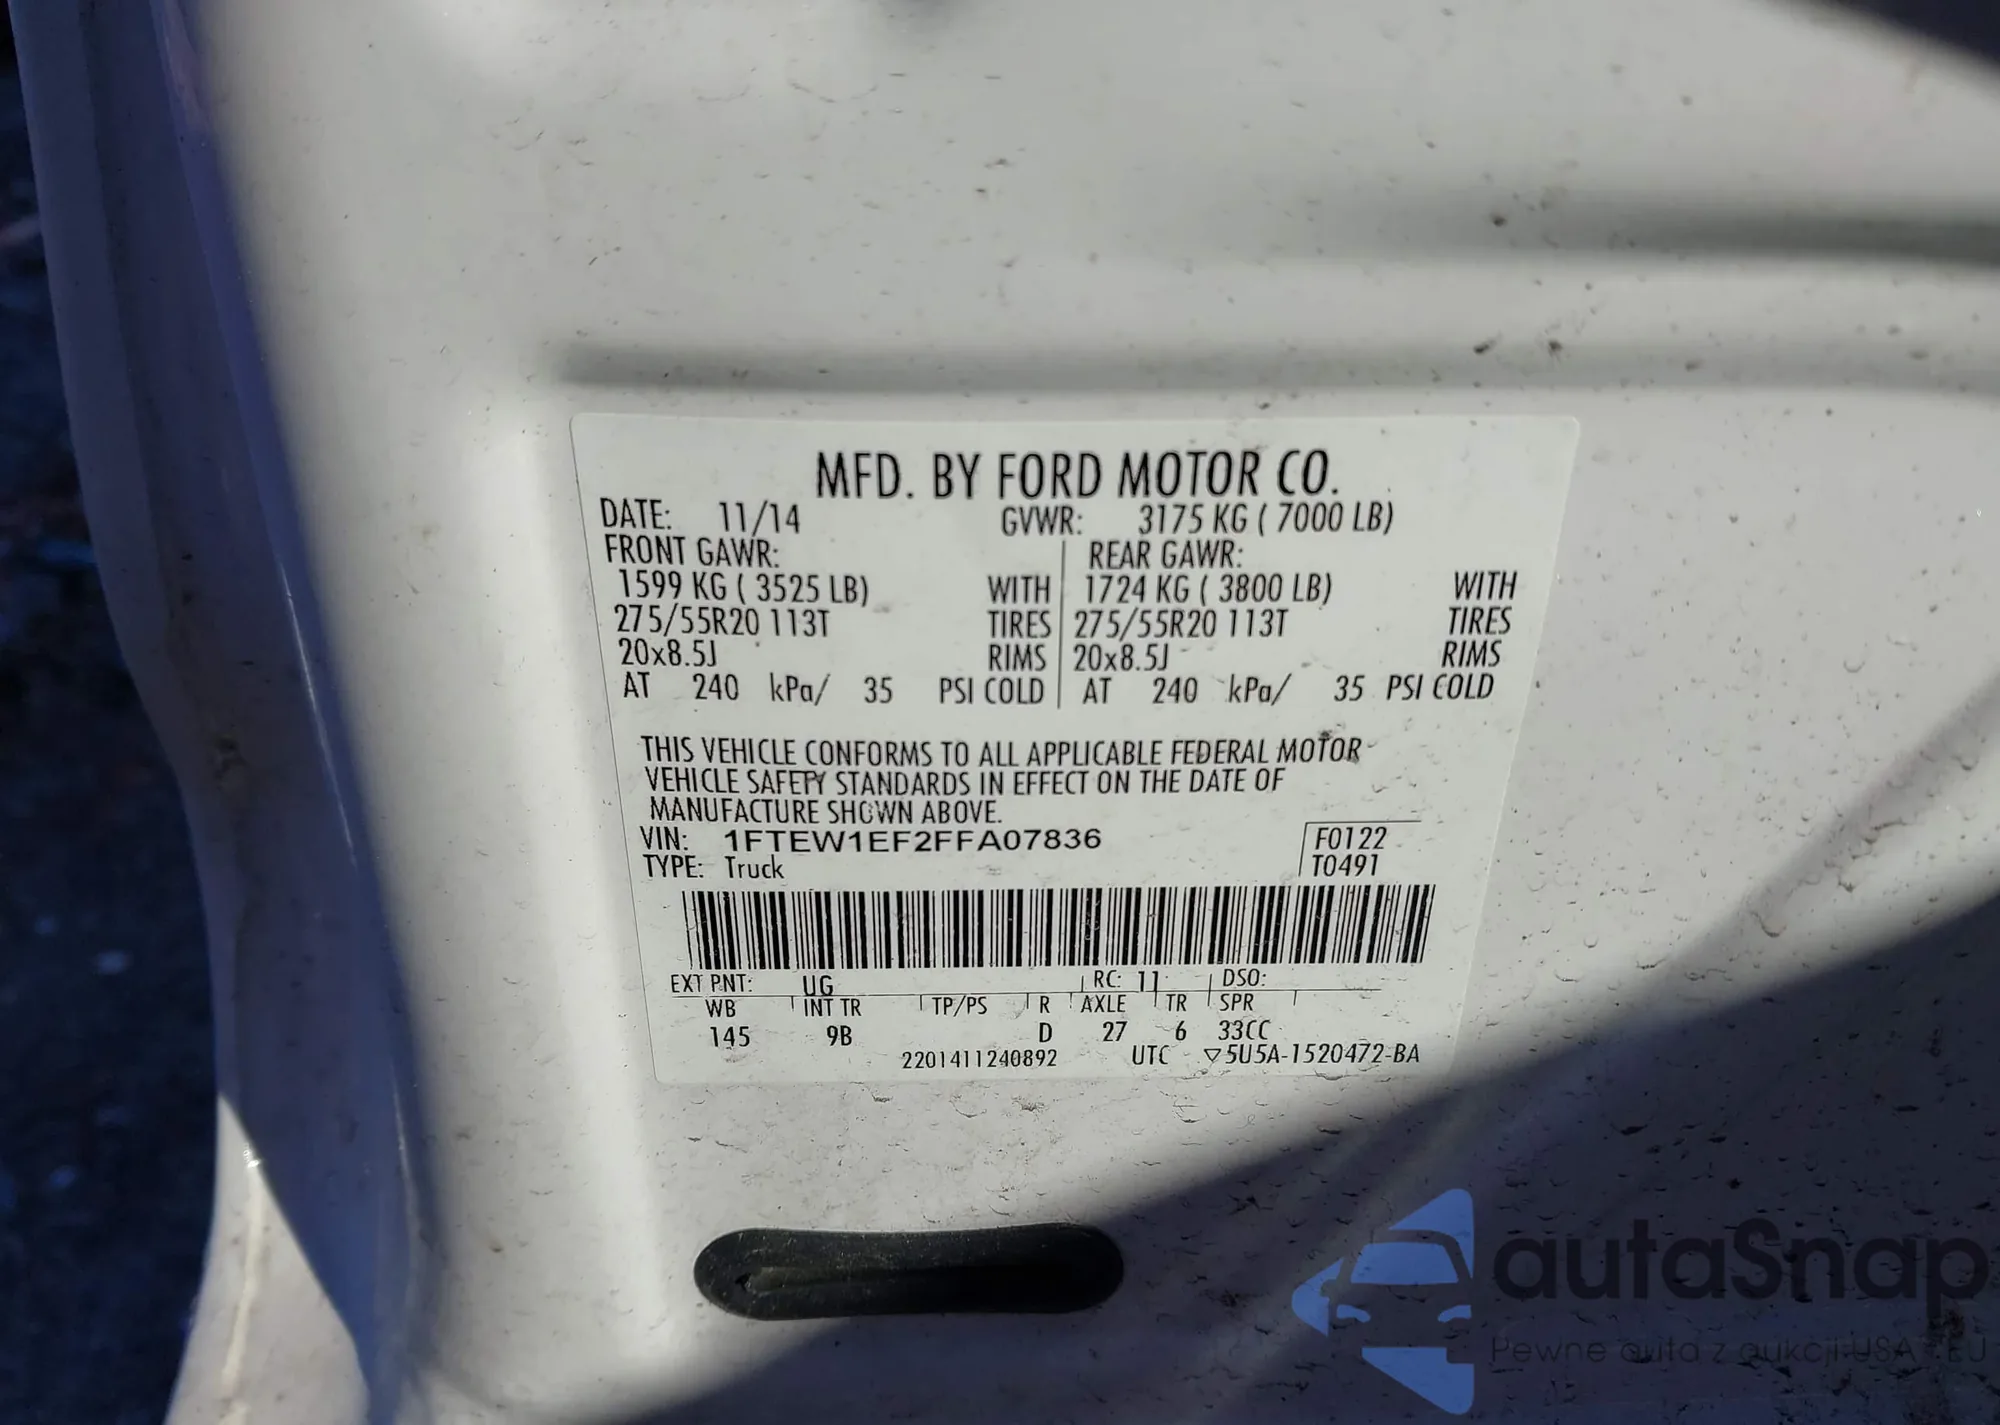 MFD. BY FORD MOTOR CO.
DATE: 11/14 GVWR: 3175 KG ( 7000 LB)
FRONT GAWR: REAR GAWR:
1599 KG ( 3525 LB) WITH 1724 KG ( 3800 LB) WITH
275/55R20 113T TIRES 275/55R20 113T TIRES
20x8.5J RIMS 20x8.5J RIMS
AT 240 kPa/ 35 PSI COLD AT 240 kPa/ 35 PSI COLD
THIS VEHICLE CONFORMS TO ALL APPLICABLE FEDERAL MOTOR
VEHICLE SAFETY STANDARDS IN EFFECT ON THE DATE OF
MANUFACTURE SHOWN ABOVE.
VIN: 1FTEW1EF2FFA07836 F0122
TYPE: Truck T0491
EXT PNT: UG RC: 11 DSO:
WB INT TR TP/PS R AXLE TR SPR
145 9B D 27 6 33CC
2201411240892 UTC ▽5U5A-1520472-BA
autaSnap
Pewne auta z aukcji USA i EU